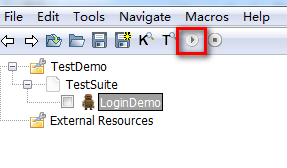 File Edit Tools Navigate Macros Help
K T
TestDemo
TestSuite
LoginDemo
External Resources